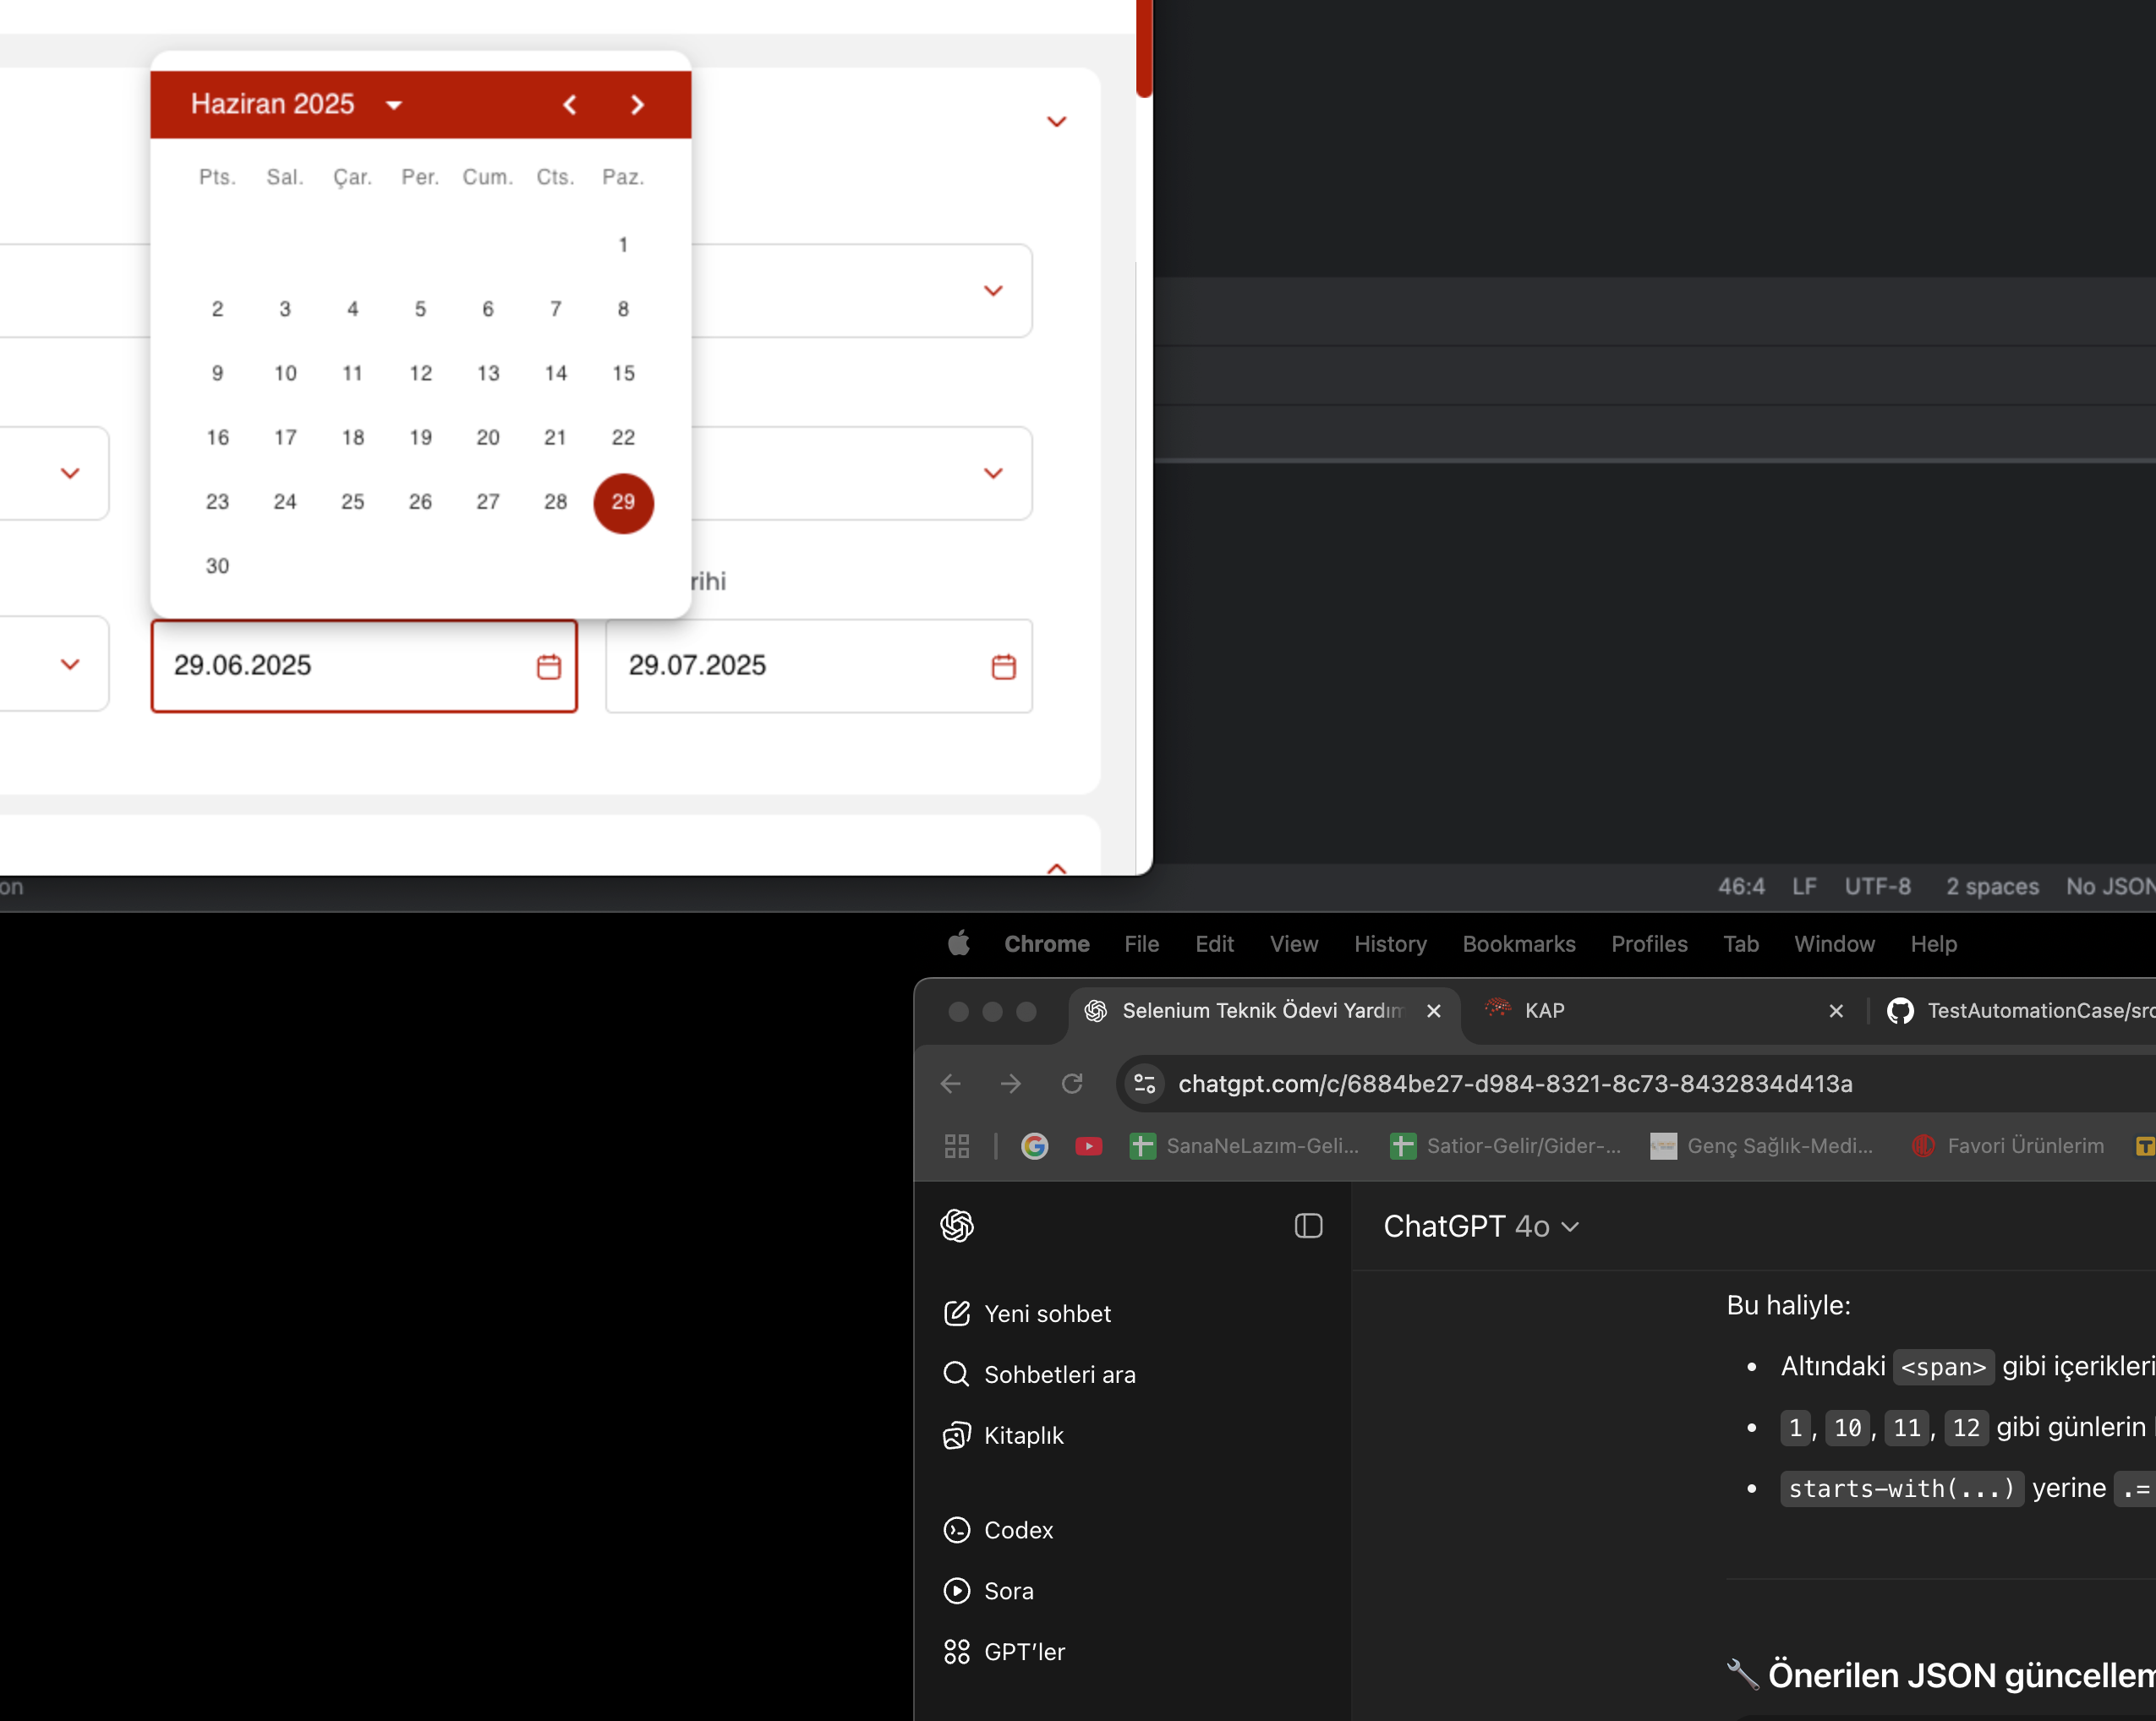 Haziran 2025
Pts. Sal. Çar. Per. Cum. Cts. Paz.
1
2 3 4 5 6 7 8
9 10 11 12 13 14 15
16 17 18 19 20 21 22
23 24 25 26 27 28 29
30
rihi
29.06.2025
29.07.2025
on
46:4 LF UTF-8 2 spaces No JSON
Chrome File Edit View History Bookmarks Profiles Tab Window Help
Selenium Teknik Ödevi Yardım
KAP
TestAutomationCase/src
chatgpt.com/c/6884be27-d984-8321-8c73-8432834d413a
SanaNeLazım-Geli...
Satior-Gelir/Gider-...
Genç Sağlık-Medi...
Favori Ürünlerim
ChatGPT 4o
Yeni sohbet
Sohbetleri ara
Kitaplık
Codex
Sora
GPT'ler
Bu haliyle:
• Altındaki <span> gibi içerikleri
• 1, 10, 11, 12 gibi günlerin
• starts-with(...) yerine .=
🔧 Önerilen JSON güncellem